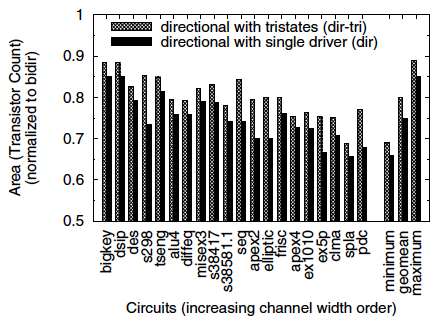 directional with tristates (dir-tri)
directional with single driver (dir)
Area (Transistor Count)
(normalized to bidir)
1
0.9
0.8
0.7
0.6
0.5
bigkey
dsip
des
s298
tseng
alu4
diffeq
misex3
s38417
s38581.1
seq
apex2
elliptic
frisc
apex4
ex1010
ex5p
clma
spla
pdc
minimum
geomean
maximum
Circuits (increasing channel width order)